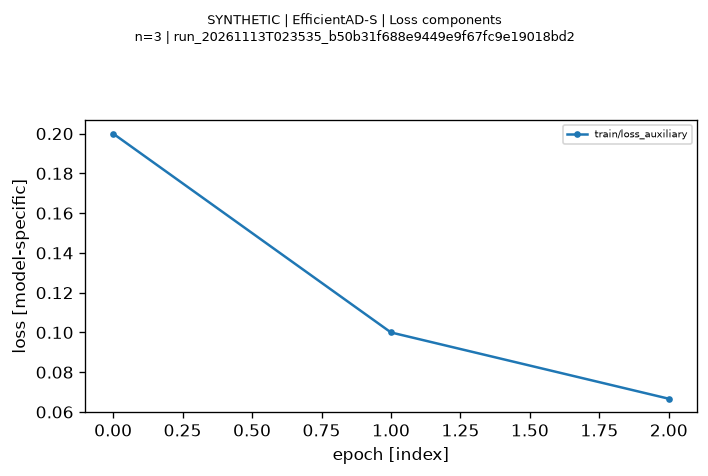 SYNTHETIC | EfficientAD-S | Loss components
n=3 | run_20261113T023535_b50b31f688e9449e9f67fc9e19018bd2
train/loss_auxiliary
loss [model-specific]
0.20
0.18
0.16
0.14
0.12
0.10
0.08
0.06
0.00 0.25 0.50 0.75 1.00 1.25 1.50 1.75 2.00
epoch [index]